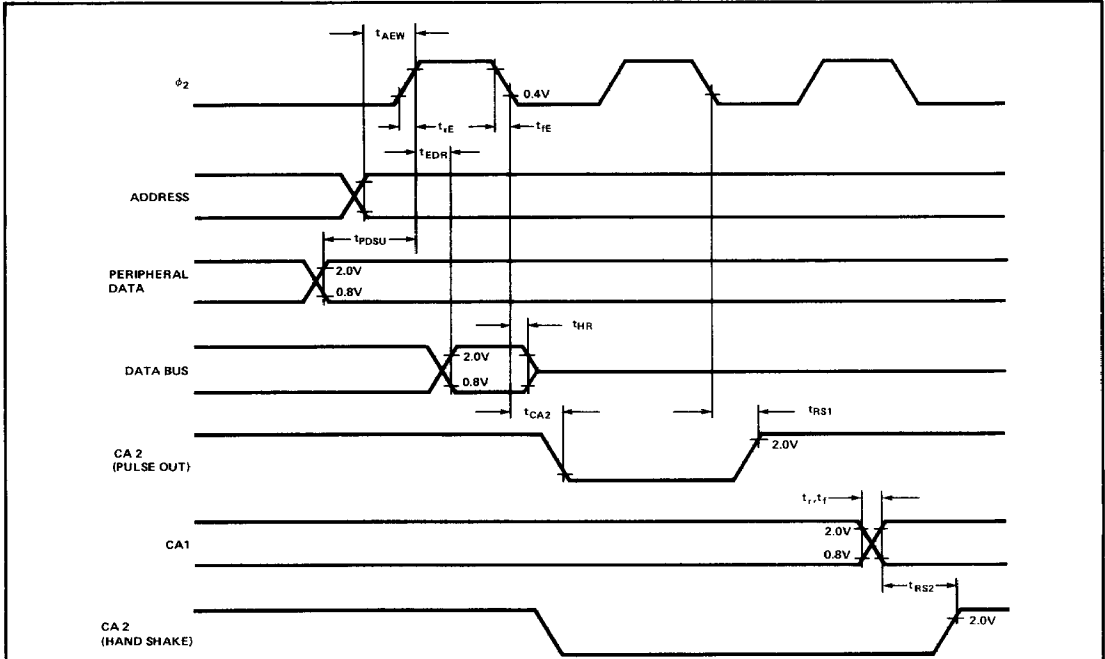 tAEW
ϕ2
0.4V
trE
tfE
tEDR
ADDRESS
tPDSU
PERIPHERAL
DATA
2.0V
0.8V
tHR
DATA BUS
2.0V
0.8V
tCA2
tRS1
CA 2
(PULSE OUT)
2.0V
tr,tf
CA1
2.0V
0.8V
tRS2
CA 2
(HAND SHAKE)
2.0V